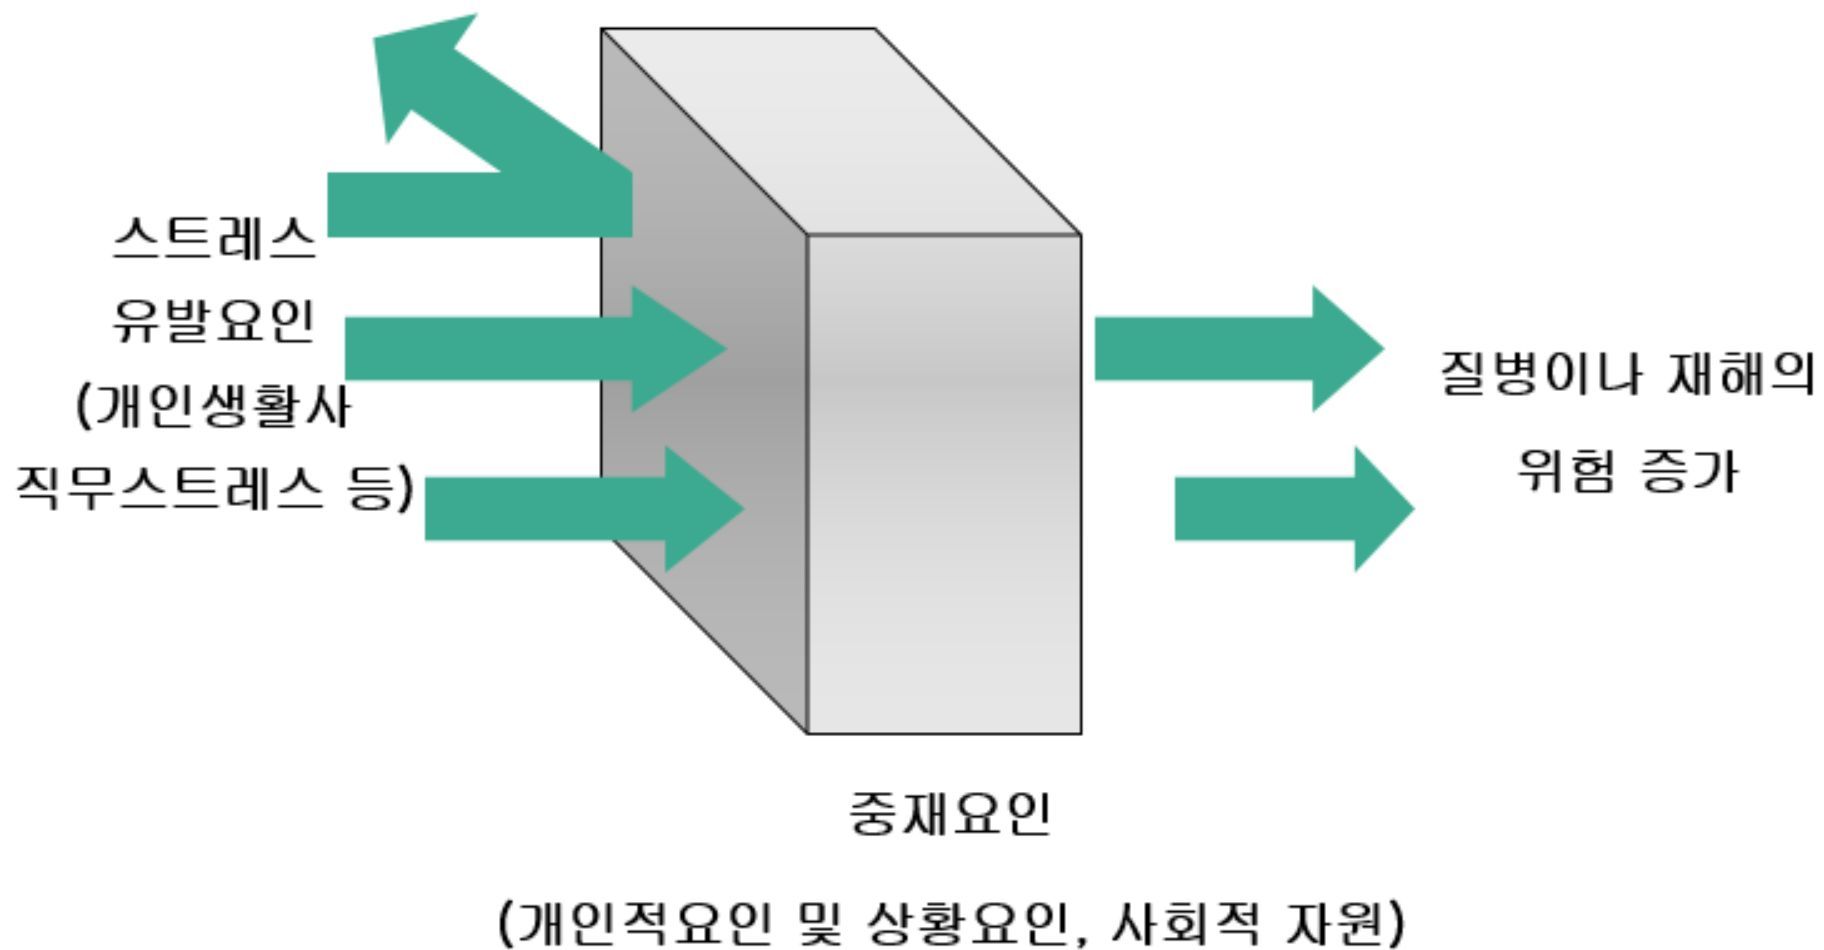 스트레스
유발요인
(개인생활사
직무스트레스 등)
질병이나 재해의
위험 증가
중재요인
(개인적요인 및 상황요인, 사회적 자원)